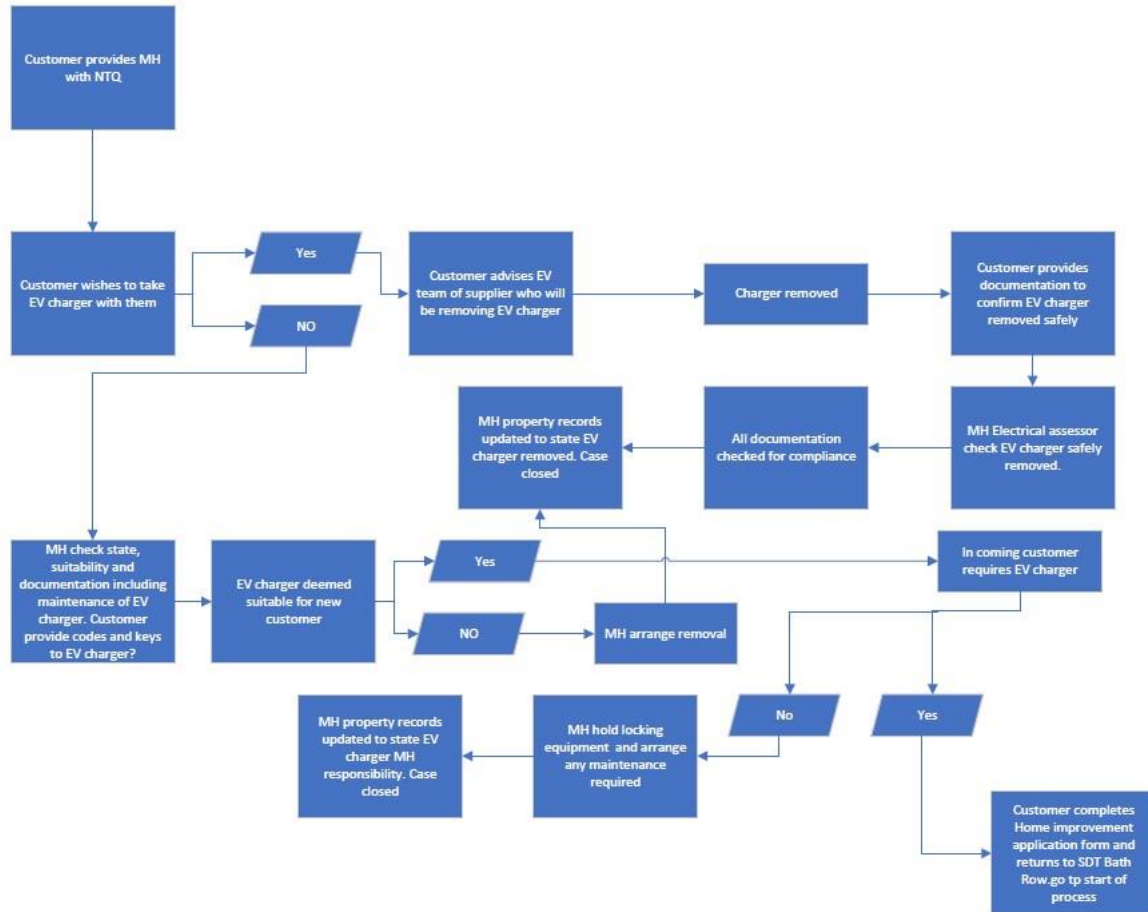 Customer provides MH
with NTQ
Customer wishes to take
EV charger with them
Yes
NO
Customer advises EV
team of supplier who will
be removing EV charger
Charger removed
Customer provides
documentation to
confirm EV charger
removed safely
MH property records
updated to state EV
charger removed. Case
closed
All documentation
checked for compliance
MH Electrical assessor
check EV charger safely
removed.
MH check state,
suitability and
documentation including
maintenance of EV
charger. Customer
provide codes and keys
to EV charger?
EV charger deemed
suitable for new
customer
Yes
NO
MH arrange removal
In coming customer
requires EV charger
No
Yes
MH property records
updated to state EV
charger MH
responsibility. Case
closed
MH hold locking
equipment and arrange
any maintenance
required
Customer completes
Home improvement
application form and
returns to SDT Bath
Row.go tp start of
process